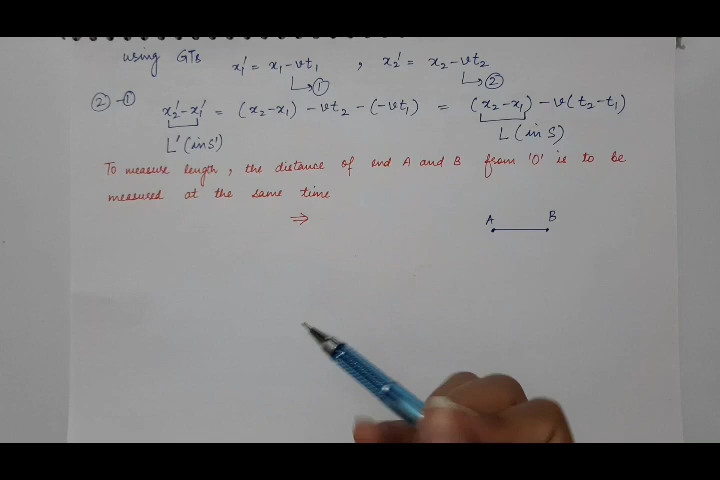 using GTs x₁' = x₁ - vt₁ , x₂' = x₂ - vt₂
① ②
② - ① x₂' - x₁' = (x₂ - x₁) - vt₂ - (-vt₁) = (x₂ - x₁) - v(t₂ - t₁)
L' (in S') L (in S)
To measure length, the distance of end A and B from 'O' is to be
measured at the same time
⇒
A B